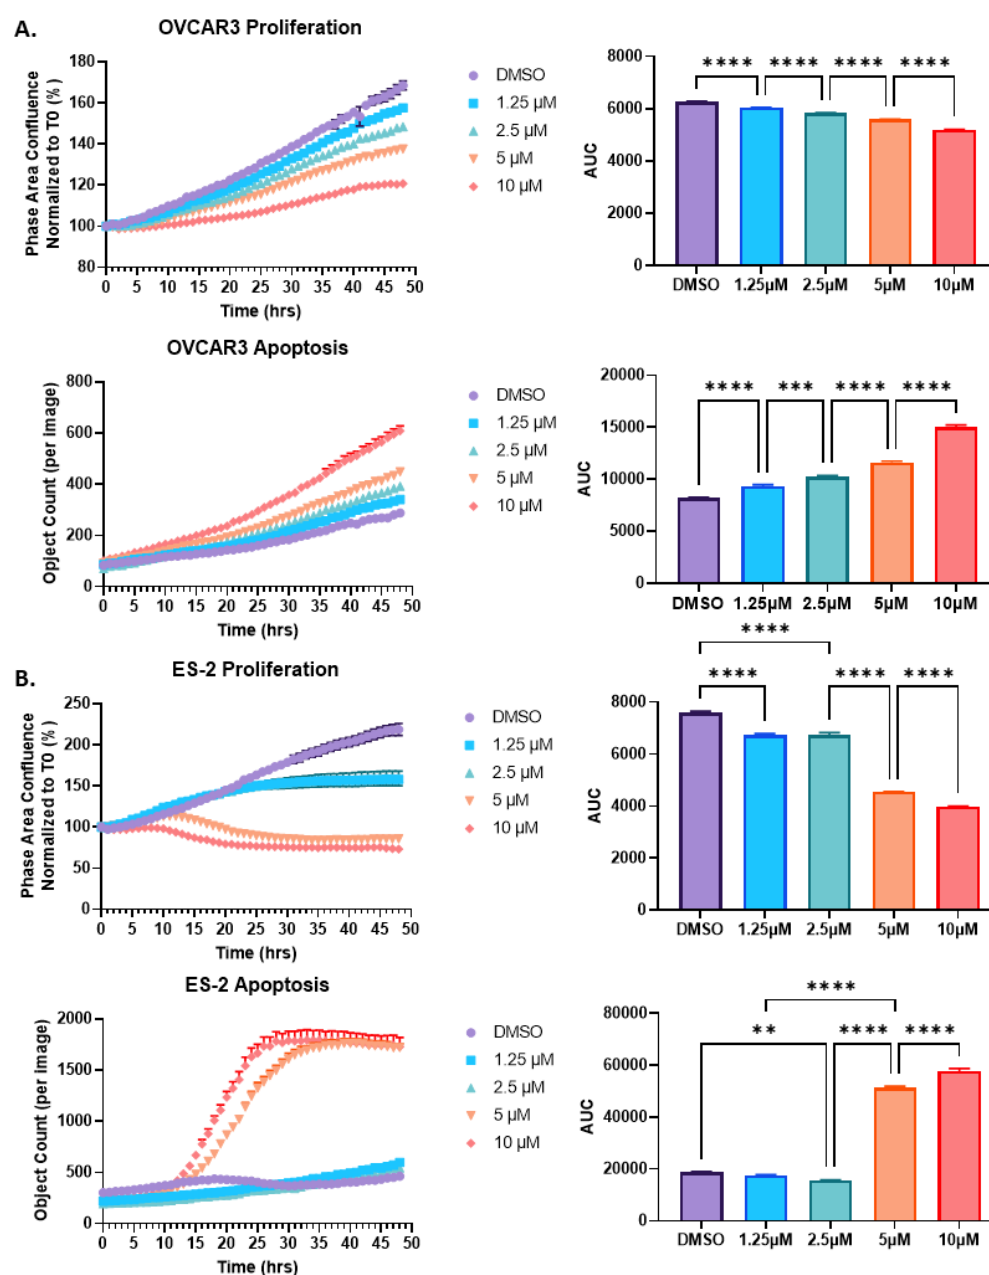 A.
OVCAR3 Proliferation
Phase Area Confluence
Normalized to T0 (%)
180
160
140
120
100
80
0 5 10 15 20 25 30 35 40 45 50
Time (hrs)
DMSO
1.25 µM
2.5 µM
5 µM
10 µM
AUC
8000
6000
4000
2000
0
**** **** **** ****
DMSO 1.25µM 2.5µM 5µM 10µM
OVCAR3 Apoptosis
Opject Count (per image)
800
600
400
200
0
0 5 10 15 20 25 30 35 40 45 50
Time (hrs)
DMSO
1.25 µM
2.5 µM
5 µM
10 µM
AUC
20000
15000
10000
5000
0
**** *** **** ****
DMSO 1.25µM 2.5µM 5µM 10µM
B.
ES-2 Proliferation
Phase Area Confluence
Normalized to T0 (%)
250
200
150
100
50
0
0 5 10 15 20 25 30 35 40 45 50
Time (hrs)
DMSO
1.25 µM
2.5 µM
5 µM
10 µM
AUC
8000
6000
4000
2000
0
****
**** **** ****
DMSO 1.25µM 2.5µM 5µM 10µM
ES-2 Apoptosis
Object Count (per image)
2000
1500
1000
500
0
0 5 10 15 20 25 30 35 40 45 50
Time (hrs)
DMSO
1.25 µM
2.5 µM
5 µM
10 µM
AUC
80000
60000
40000
20000
0
****
** **** ****
DMSO 1.25µM 2.5µM 5µM 10µM